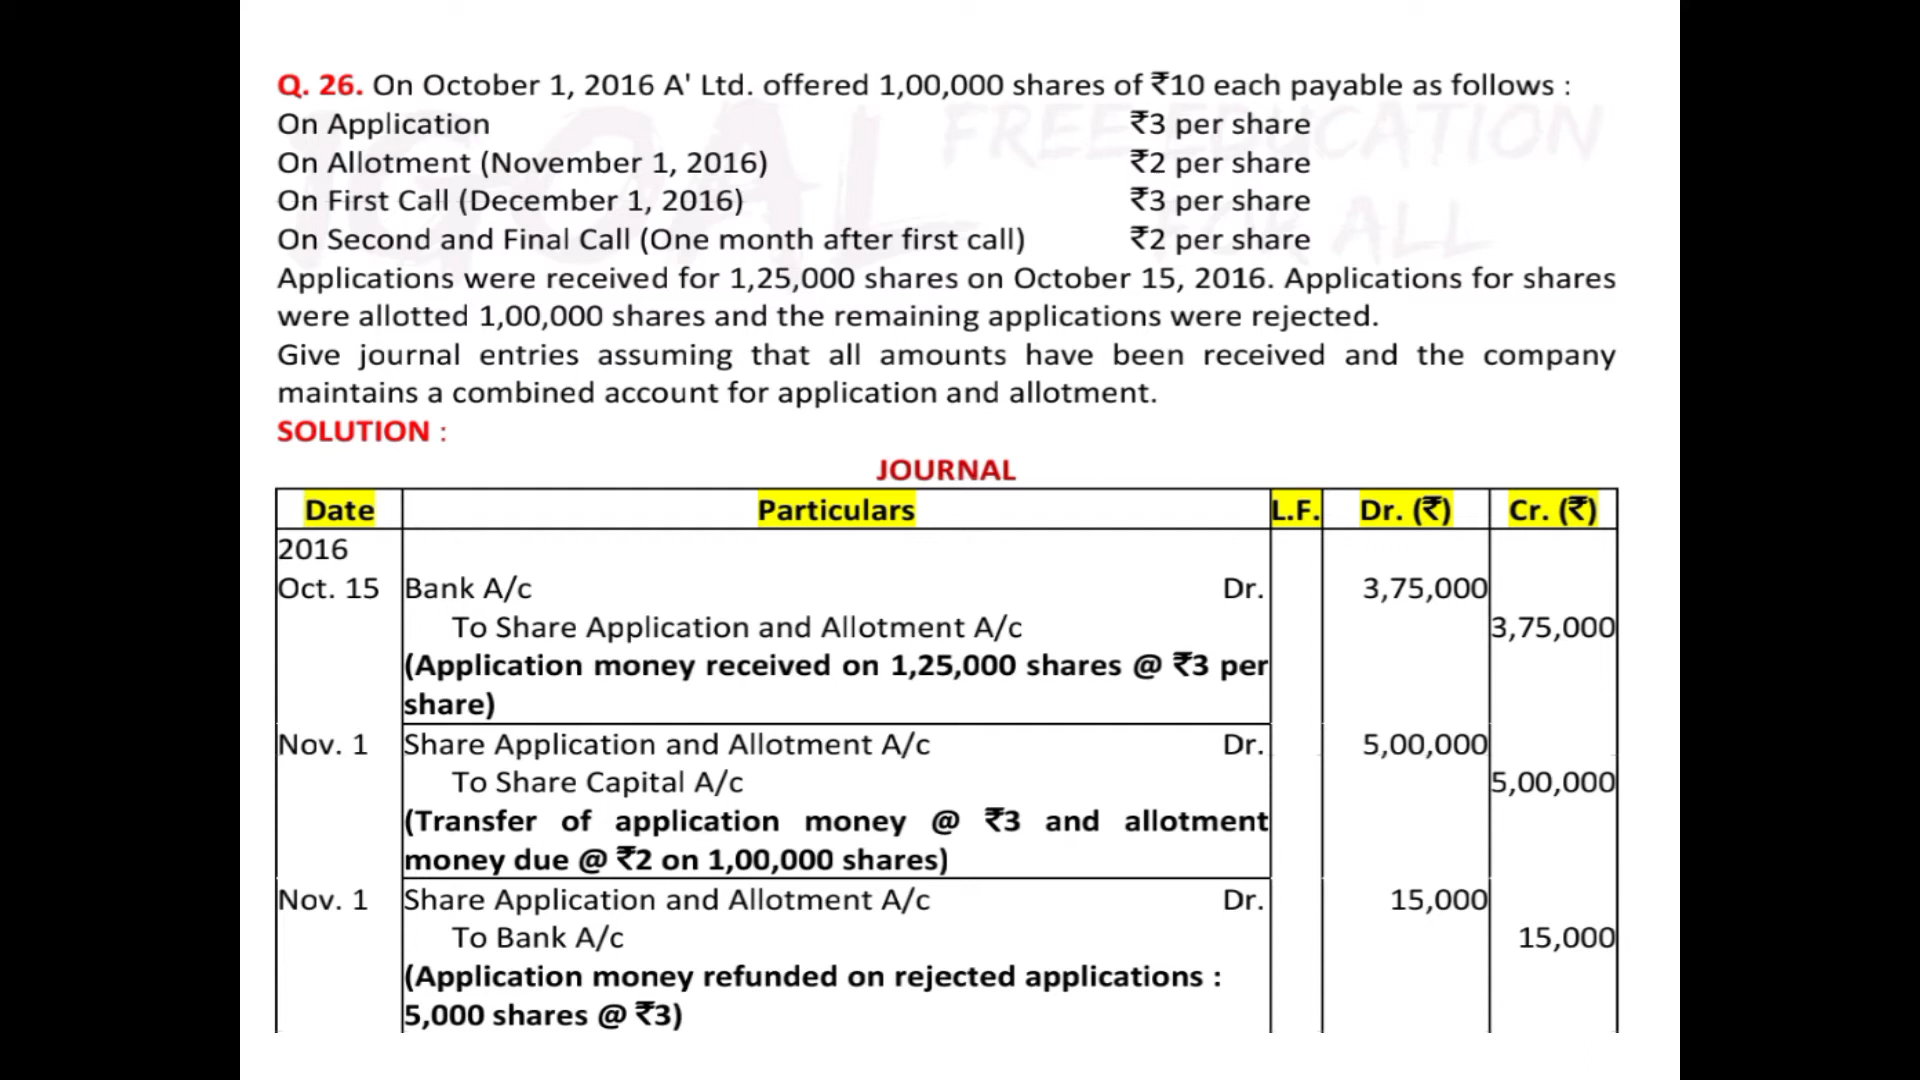 Q. 26. On October 1, 2016 A' Ltd. offered 1,00,000 shares of ₹10 each payable as follows :
On Application ₹3 per share
On Allotment (November 1, 2016) ₹2 per share
On First Call (December 1, 2016) ₹3 per share
On Second and Final Call (One month after first call) ₹2 per share
Applications were received for 1,25,000 shares on October 15, 2016. Applications for shares
were allotted 1,00,000 shares and the remaining applications were rejected.
Give journal entries assuming that all amounts have been received and the company
maintains a combined account for application and allotment.
SOLUTION :
JOURNAL
Date Particulars L.F. Dr. (₹) Cr. (₹)
2016
Oct. 15 Bank A/c Dr. 3,75,000
To Share Application and Allotment A/c 3,75,000
(Application money received on 1,25,000 shares @ ₹3 per
share)
Nov. 1 Share Application and Allotment A/c Dr. 5,00,000
To Share Capital A/c 5,00,000
(Transfer of application money @ ₹3 and allotment
money due @ ₹2 on 1,00,000 shares)
Nov. 1 Share Application and Allotment A/c Dr. 15,000
To Bank A/c 15,000
(Application money refunded on rejected applications :
5,000 shares @ ₹3)
IGOAL FREE EDUCATION
FOR ALL